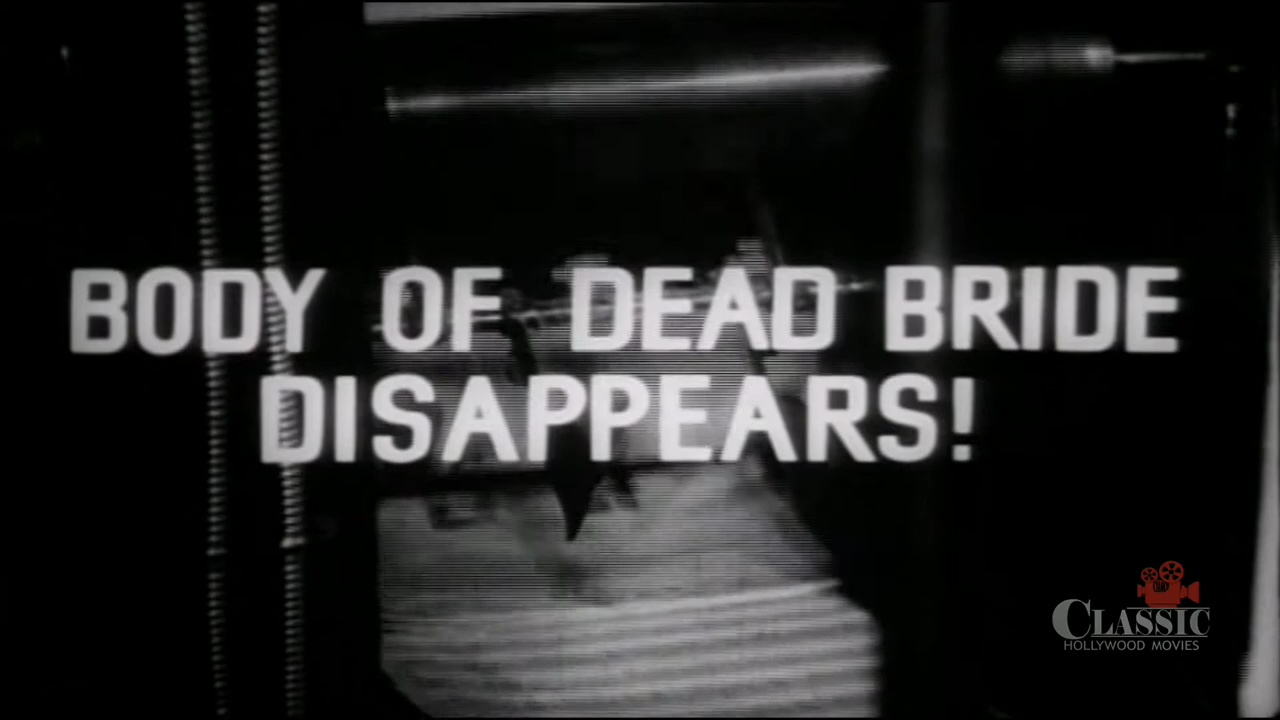 BODY OF DEAD BRIDE
DISAPPEARS!
CLASSIC
HOLLYWOOD MOVIES